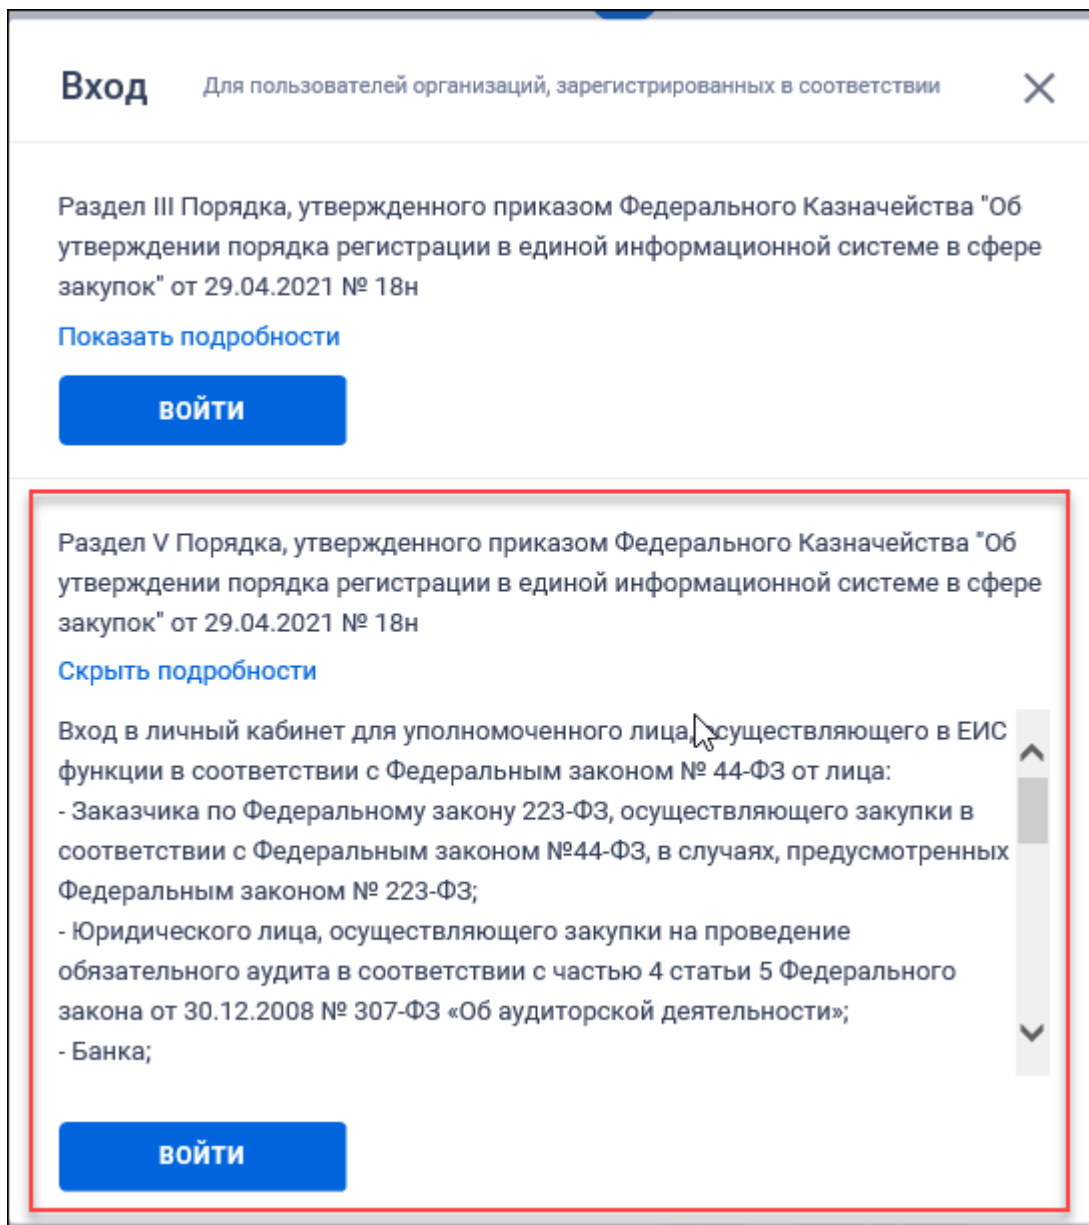 Вход
Для пользователей организаций, зарегистрированных в соответствии
Раздел III Порядка, утвержденного приказом Федерального Казначейства "Об
утверждении порядка регистрации в единой информационной системе в сфере
закупок" от 29.04.2021 № 18н
Показать подробности
ВОЙТИ
Раздел V Порядка, утвержденного приказом Федерального Казначейства "Об
утверждении порядка регистрации в единой информационной системе в сфере
закупок" от 29.04.2021 № 18н
Скрыть подробности
Вход в личный кабинет для уполномоченного лица, осуществляющего в ЕИС
функции в соответствии с Федеральным законом № 44-ФЗ от лица:
- Заказчика по Федеральному закону 223-ФЗ, осуществляющего закупки в
соответствии с Федеральным законом №44-ФЗ, в случаях, предусмотренных
Федеральным законом № 223-ФЗ;
- Юридического лица, осуществляющего закупки на проведение
обязательного аудита в соответствии с частью 4 статьи 5 Федерального
закона от 30.12.2008 № 307-ФЗ «Об аудиторской деятельности»;
- Банка;
ВОЙТИ